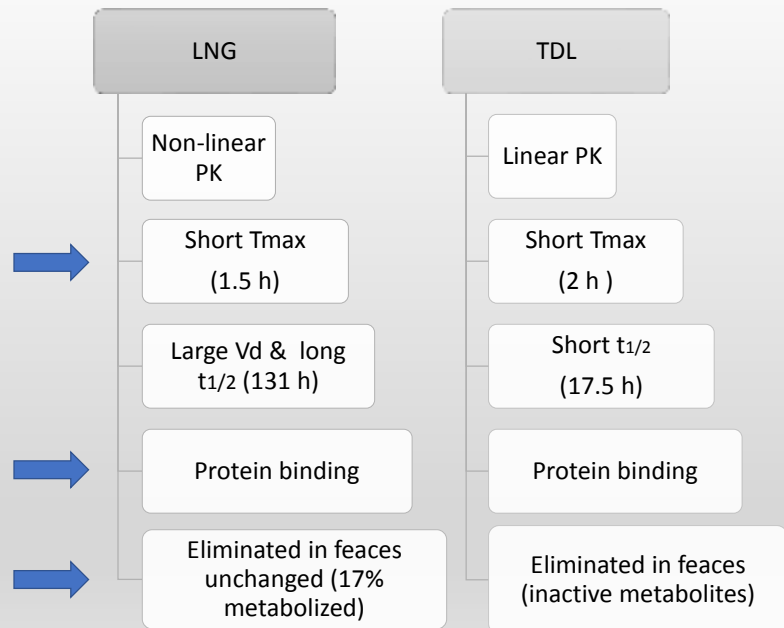 LNG
Non-linear
PK
Short Tmax
(1.5 h)
Large Vd & long
t1/2 (131 h)
Protein binding
Eliminated in feaces
unchanged (17%
metabolized)
TDL
Linear PK
Short Tmax
(2 h )
Short t1/2
(17.5 h)
Protein binding
Eliminated in feaces
(inactive metabolites)